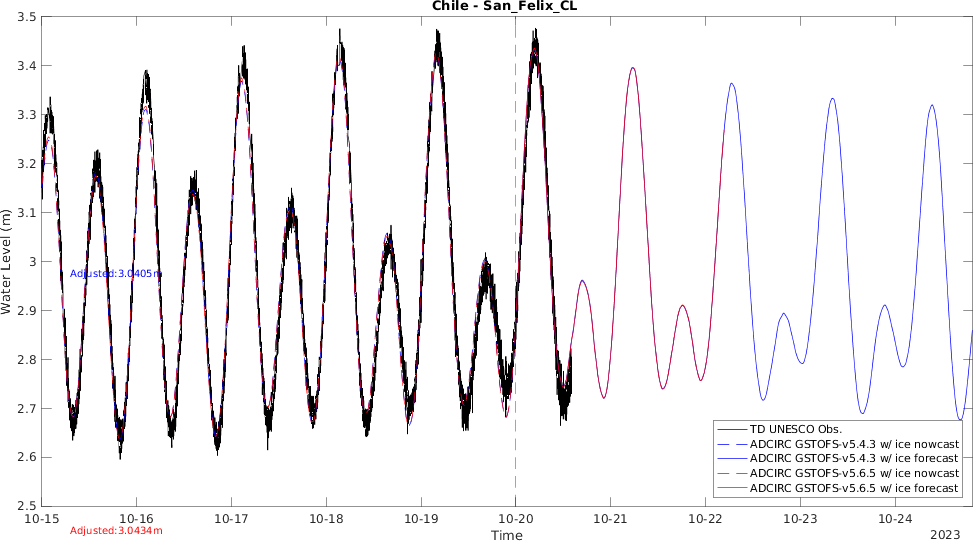 Chile - San_Felix_CL
3.5
3.4
3.3
3.2
3.1
3
2.9
2.8
2.7
2.6
2.5
Water Level (m)
Adjusted:3.0405m
TD UNESCO Obs.
ADCIRC GSTOFS-v5.4.3 w/ ice nowcast
ADCIRC GSTOFS-v5.4.3 w/ ice forecast
ADCIRC GSTOFS-v5.6.5 w/ ice nowcast
ADCIRC GSTOFS-v5.6.5 w/ ice forecast
10-15 10-16 10-17 10-18 10-19 10-20 10-21 10-22 10-23 10-24
Adjusted:3.0434m
Time
2023